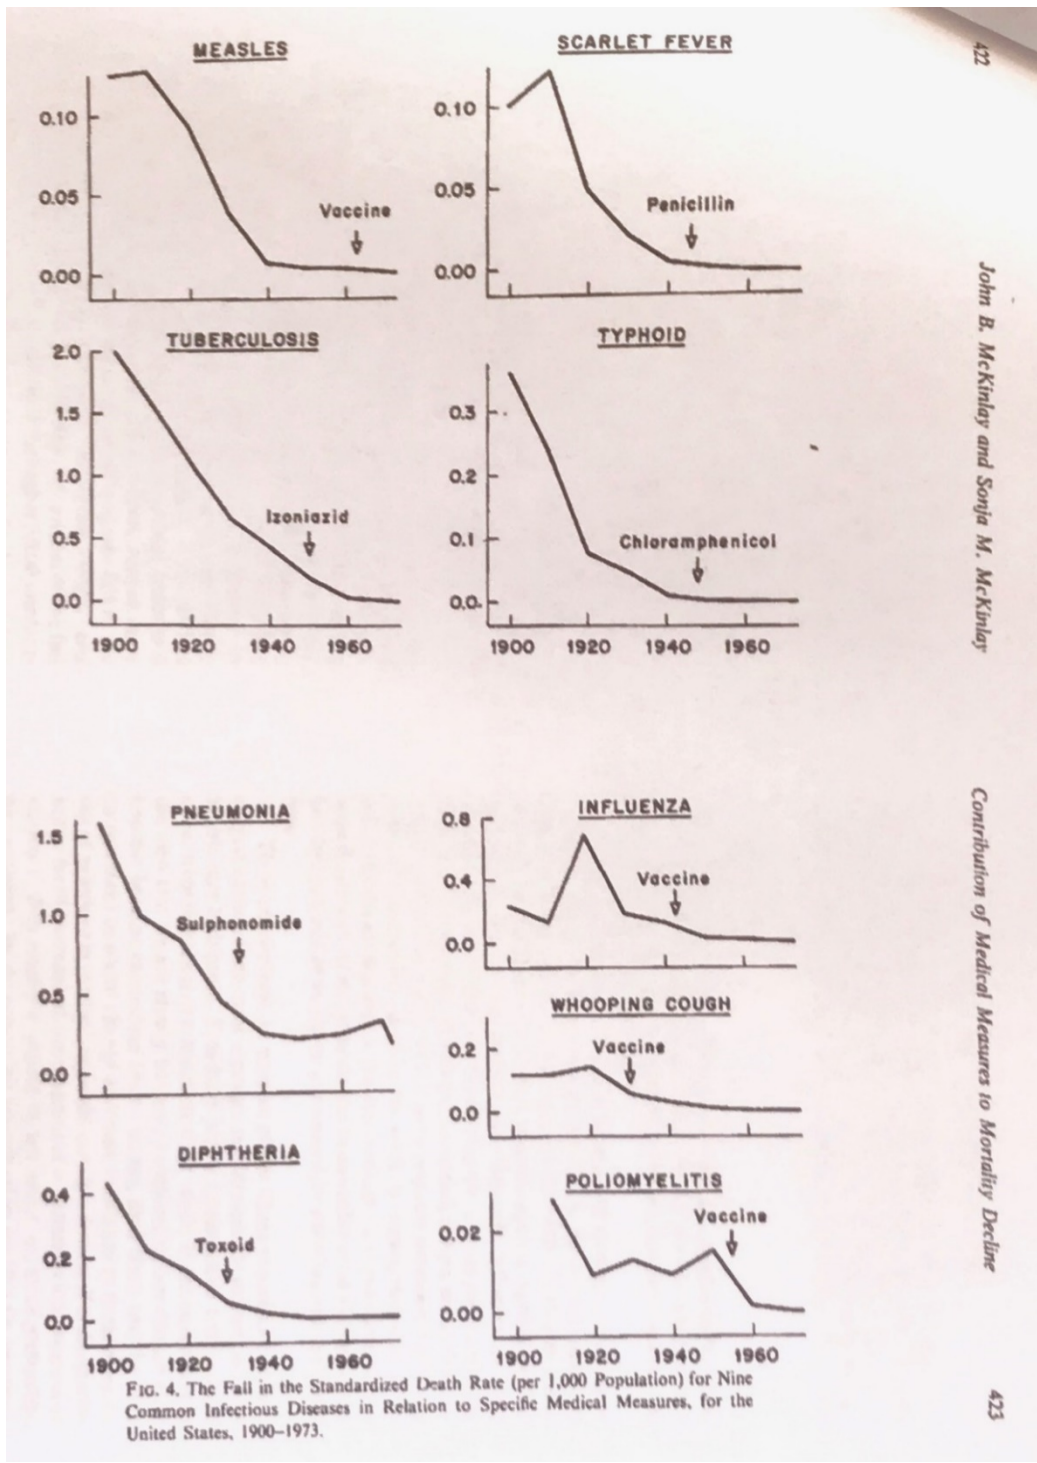 422
John B. McKinlay and Sonja M. McKinlay
MEASLES
0.10
0.05
0.00
Vaccine
SCARLET FEVER
0.10
0.05
0.00
Penicillin
TUBERCULOSIS
2.0
1.5
1.0
0.5
0.0
Izoniazid
1900 1920 1940 1960
TYPHOID
0.3
0.2
0.1
0.0
Chloramphenicol
1900 1920 1940 1960
Contribution of Medical Measures to Mortality Decline
423
PNEUMONIA
1.5
1.0
0.5
0.0
Sulphonomide
INFLUENZA
0.8
0.4
0.0
Vaccine
WHOOPING COUGH
0.2
0.0
Vaccine
DIPHTHERIA
0.4
0.2
0.0
Toxoid
1900 1920 1940 1960
POLIOMYELITIS
0.02
0.00
Vaccine
1900 1920 1940 1960
FIG. 4. The Fall in the Standardized Death Rate (per 1,000 Population) for Nine
Common Infectious Diseases in Relation to Specific Medical Measures, for the
United States, 1900–1973.